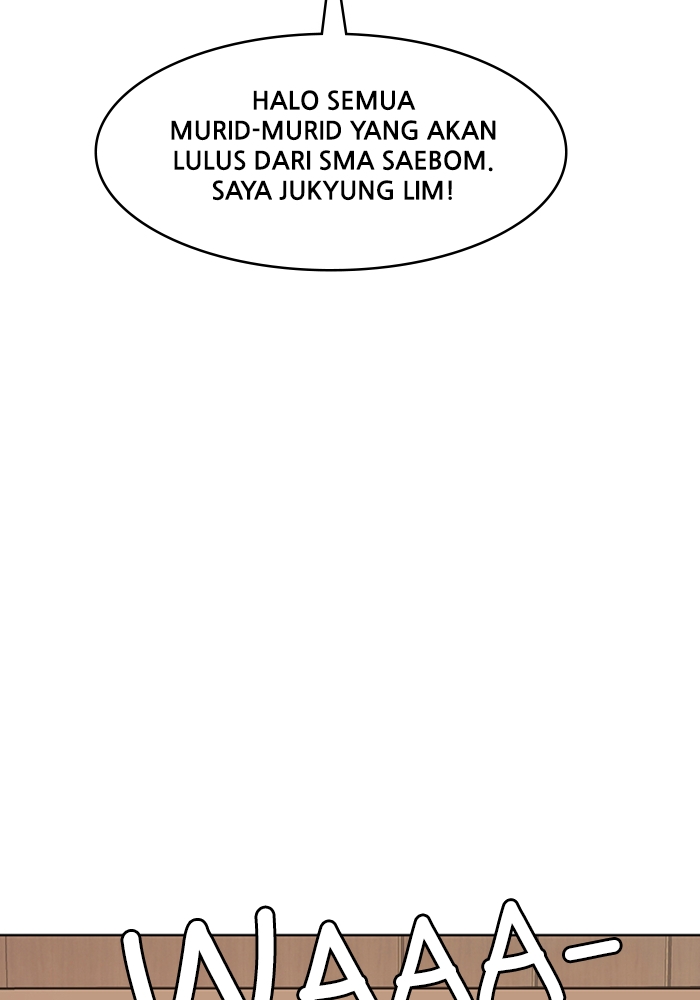 HALO SEMUA
MURID-MURID YANG AKAN
LULUS DARI SMA SAEBOM.
SAYA JUKYUNG LIM!
WAAA-